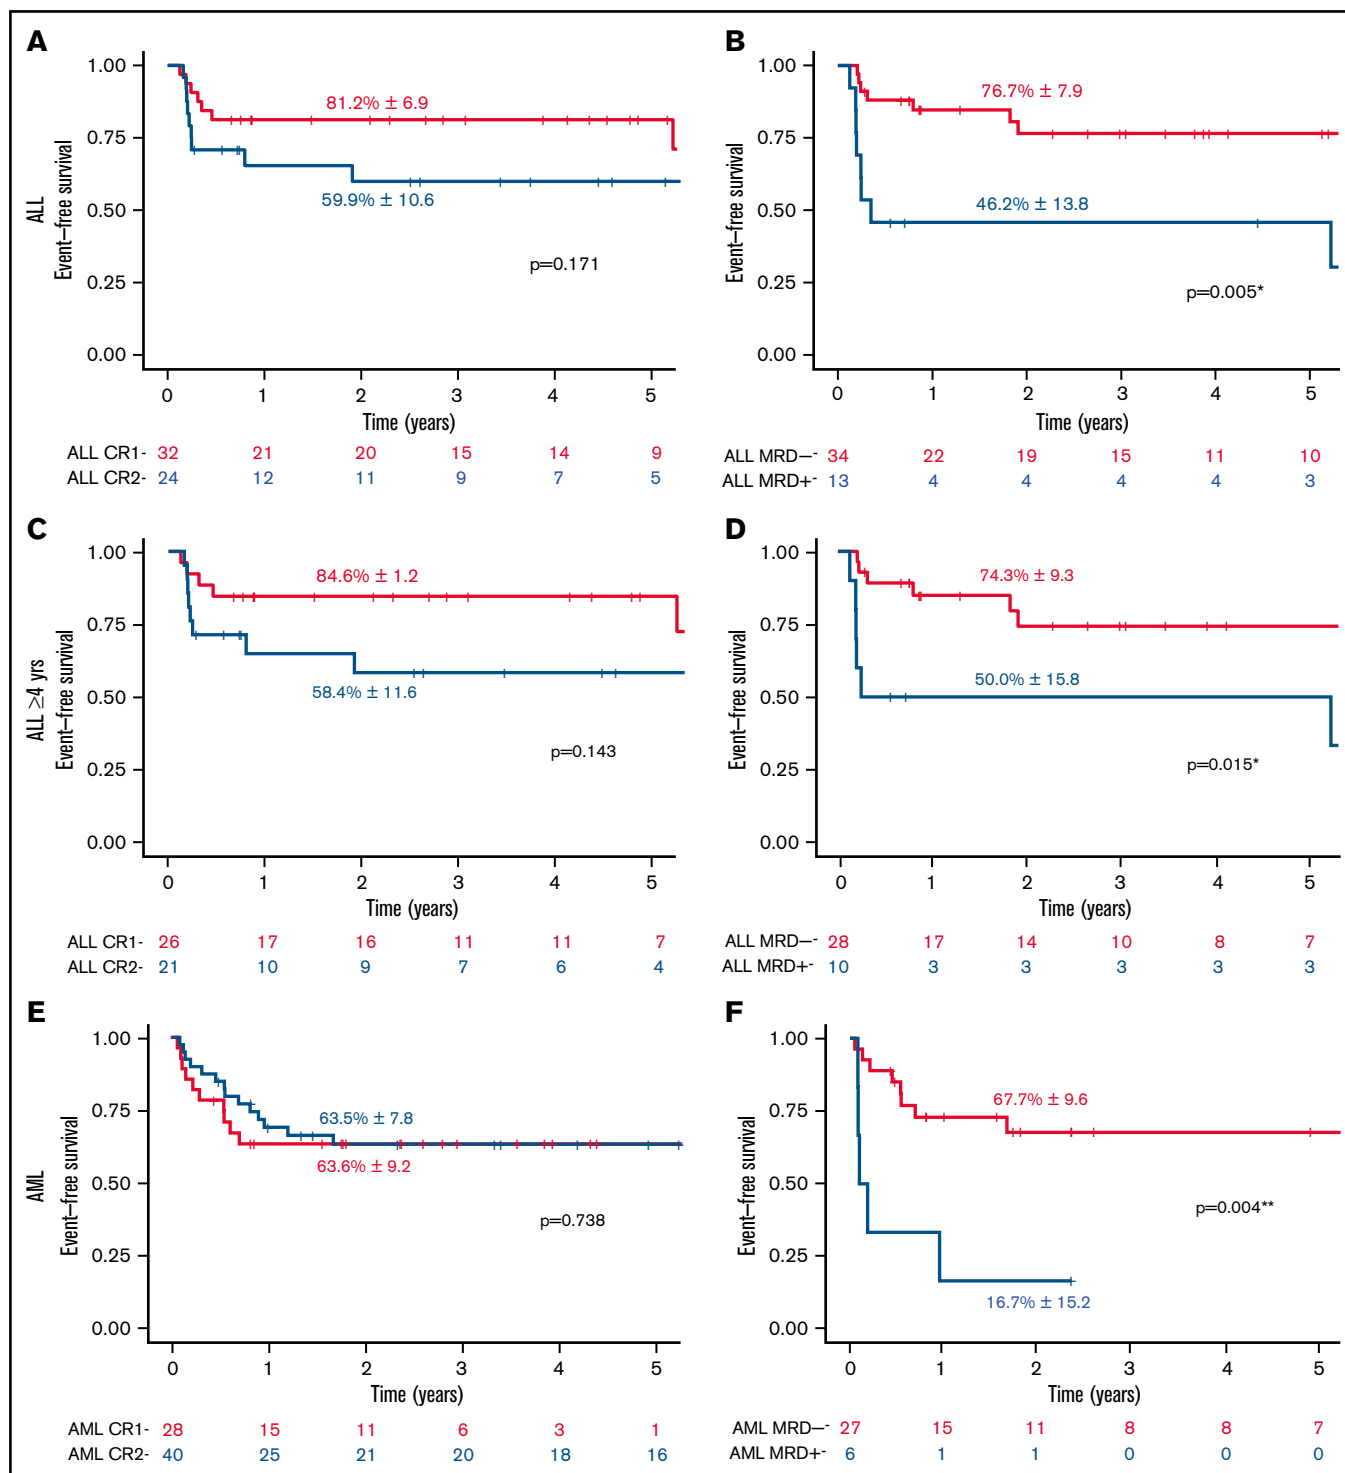 A
ALL
Event–free survival
1.00
0.75
0.50
0.25
0.00
81.2% ± 6.9
59.9% ± 10.6
p=0.171
0 1 2 3 4 5
Time (years)
ALL CR1- 32 21 20 15 14 9
ALL CR2- 24 12 11 9 7 5
B
Event–free survival
1.00
0.75
0.50
0.25
0.00
76.7% ± 7.9
46.2% ± 13.8
p=0.005*
0 1 2 3 4 5
Time (years)
ALL MRD–- 34 22 19 15 11 10
ALL MRD+- 13 4 4 4 4 3
C
ALL ≥4 yrs
Event–free survival
1.00
0.75
0.50
0.25
0.00
84.6% ± 1.2
58.4% ± 11.6
p=0.143
0 1 2 3 4 5
Time (years)
ALL CR1- 26 17 16 11 11 7
ALL CR2- 21 10 9 7 6 4
D
Event–free survival
1.00
0.75
0.50
0.25
0.00
74.3% ± 9.3
50.0% ± 15.8
p=0.015*
0 1 2 3 4 5
Time (years)
ALL MRD–- 28 17 14 10 8 7
ALL MRD+- 10 3 3 3 3 3
E
AML
Event–free survival
1.00
0.75
0.50
0.25
0.00
63.5% ± 7.8
63.6% ± 9.2
p=0.738
0 1 2 3 4 5
Time (years)
AML CR1- 28 15 11 6 3 1
AML CR2- 40 25 21 20 18 16
F
Event–free survival
1.00
0.75
0.50
0.25
0.00
67.7% ± 9.6
16.7% ± 15.2
p=0.004**
0 1 2 3 4 5
Time (years)
AML MRD–- 27 15 11 8 8 7
AML MRD+- 6 1 1 0 0 0